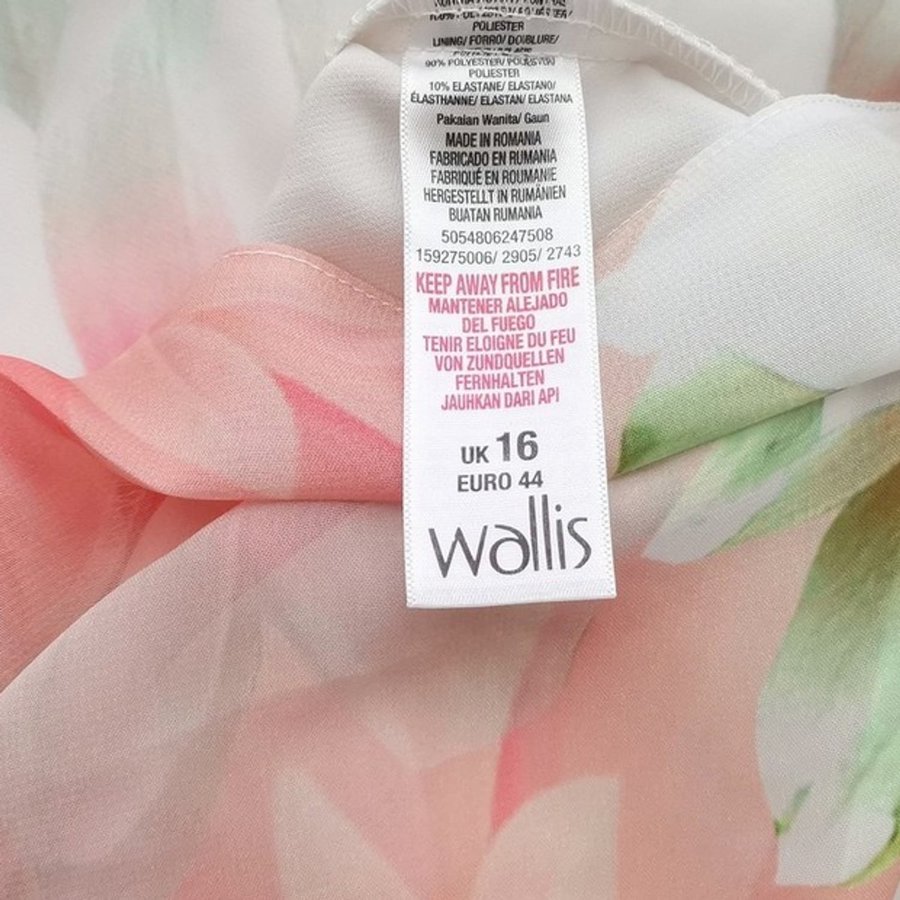 POLIESTER
LINING/ FORRO/ DOUBLURE/
90% POLYESTER/
POLIESTER
10% ELASTANE/ ELASTANO/
ÉLASTHANNE/ ELASTAN/ ELASTANA
Pakaian Wanita/ Gaun
MADE IN ROMANIA
FABRICADO EN RUMANIA
FABRIQUÉ EN ROUMANIE
HERGESTELLT IN RUMÄNIEN
BUATAN RUMANIA
5054806247508
159275006/ 2905/ 2743
KEEP AWAY FROM FIRE
MANTENER ALEJADO
DEL FUEGO
TENIR ELOIGNE DU FEU
VON ZUNDQUELLEN
FERNHALTEN
JAUHKAN DARI API
UK 16
EURO 44
wallis